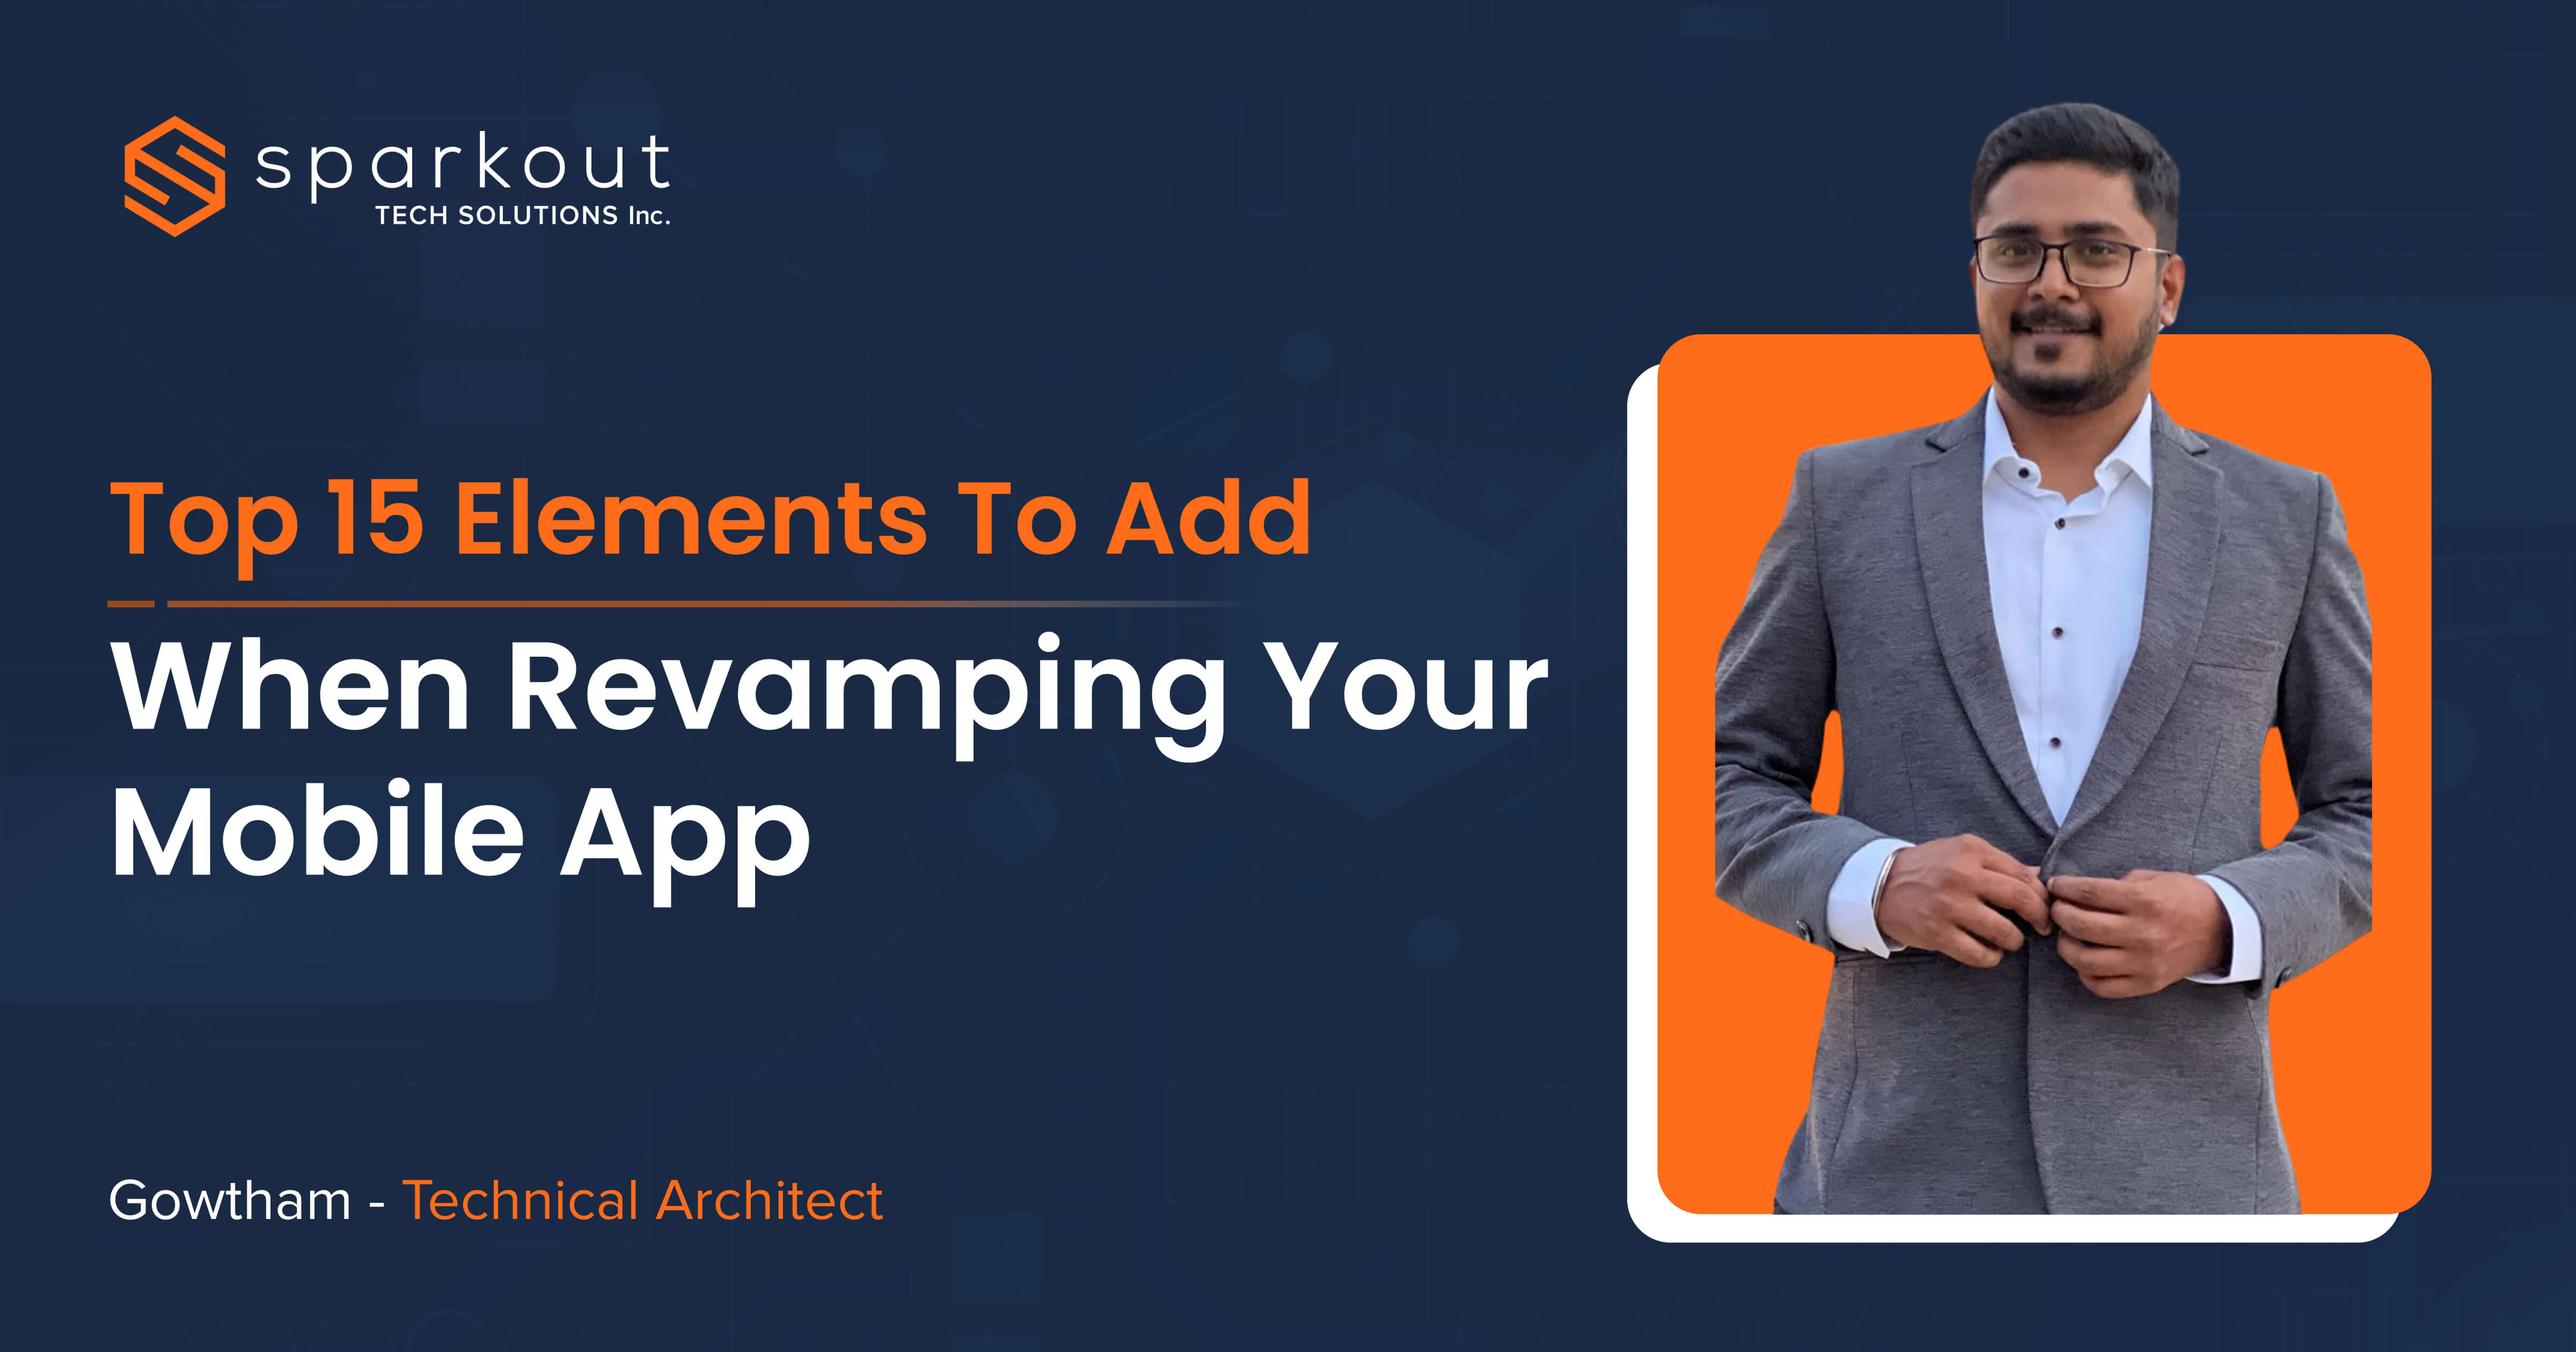 sparkout
TECH SOLUTIONS Inc.
Top 15 Elements To Add
When Revamping Your
Mobile App
Gowtham - Technical Architect